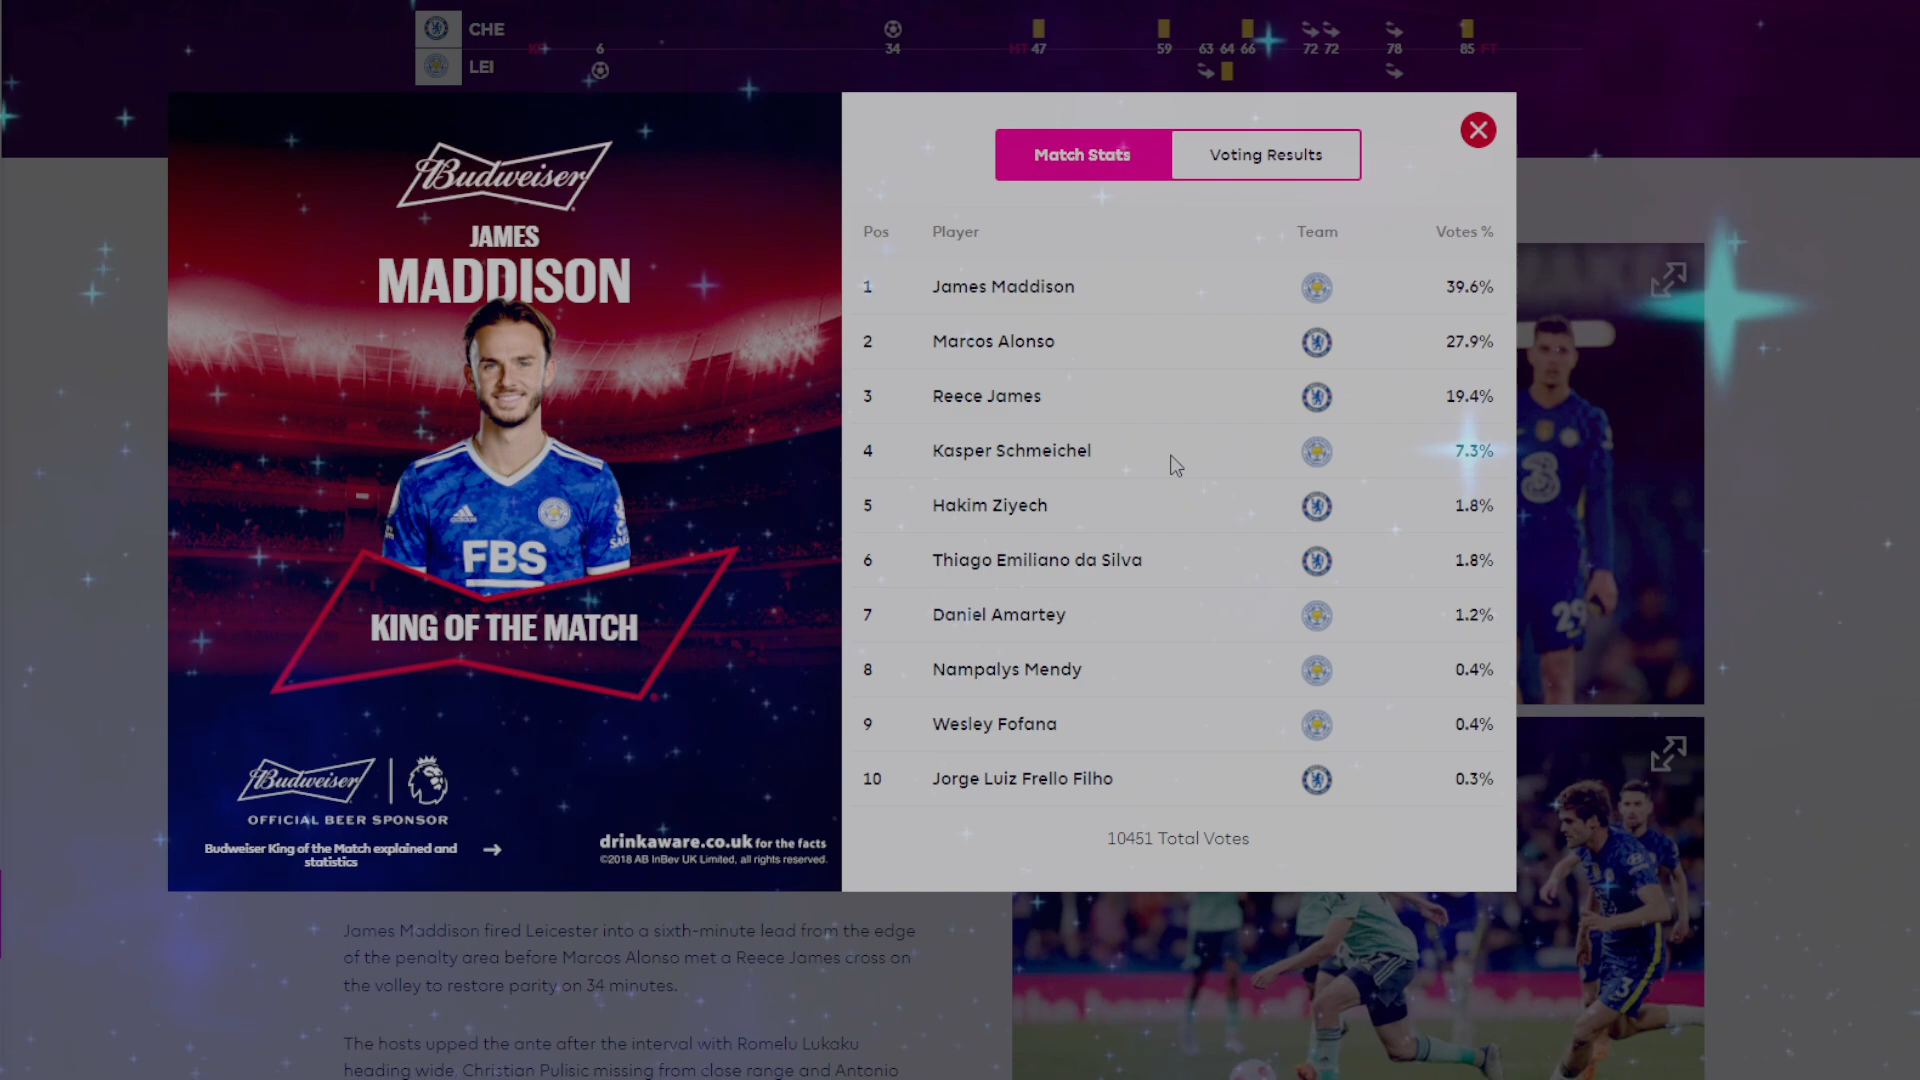 CHE
KO 6 34 HT 47 59 63 64 66 72 72 78 85 FT
LEI
Budweiser
JAMES
MADDISON
FBS
KING OF THE MATCH
Budweiser
OFFICIAL BEER SPONSOR
Budweiser King of the Match explained and
statistics
drinkaware.co.uk for the facts
©2018 AB InBev UK Limited, all rights reserved.
Match Stats Voting Results
Pos Player Team Votes %
1 James Maddison 39.6%
2 Marcos Alonso 27.9%
3 Reece James 19.4%
4 Kasper Schmeichel 7.3%
5 Hakim Ziyech 1.8%
6 Thiago Emiliano da Silva 1.8%
7 Daniel Amartey 1.2%
8 Nampalys Mendy 0.4%
9 Wesley Fofana 0.4%
10 Jorge Luiz Frello Filho 0.3%
10451 Total Votes
3
29
3
James Maddison fired Leicester into a sixth-minute lead from the edge
of the penalty area before Marcos Alonso met a Reece James cross on
the volley to restore parity on 34 minutes.
The hosts upped the ante after the interval with Romelu Lukaku
heading wide, Christian Pulisic missing from close range and Antonio